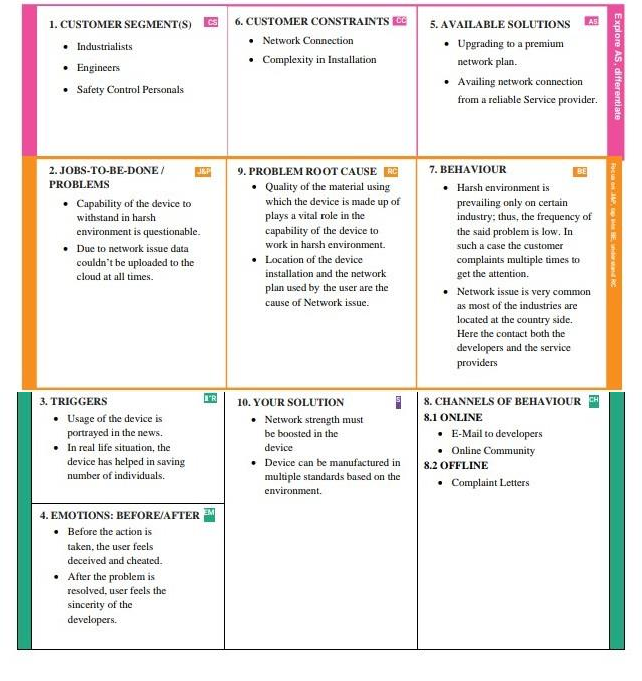 1. CUSTOMER SEGMENT(S) CS
• Industrialists
• Engineers
• Safety Control Personals
6. CUSTOMER CONSTRAINTS CC
• Network Connection
• Complexity in Installation
5. AVAILABLE SOLUTIONS AS
• Upgrading to a premium
network plan.
• Availing network connection
from a reliable Service provider.
Explore AS, differentiate
2. JOBS-TO-BE-DONE / J&P
PROBLEMS
• Capability of the device to
withstand in harsh
environment is questionable.
• Due to network issue data
couldn't be uploaded to the
cloud at all times.
9. PROBLEM ROOT CAUSE RC
• Quality of the material using
which the device is made up of
plays a vital role in the
capability of the device to
work in harsh environment.
• Location of the device
installation and the network
plan used by the user are the
cause of Network issue.
7. BEHAVIOUR BE
• Harsh environment is
prevailing only on certain
industry; thus, the frequency of
the said problem is low. In
such a case the customer
complaints multiple times to
get the attention.
• Network issue is very common
as most of the industries are
located at the country side.
Here the contact both the
developers and the service
providers
Focus on J&P, tap into BE, understand RC
3. TRIGGERS TR
• Usage of the device is
portrayed in the news.
• In real life situation, the
device has helped in saving
number of individuals.
4. EMOTIONS: BEFORE/AFTER EM
• Before the action is
taken, the user feels
deceived and cheated.
• After the problem is
resolved, user feels the
sincerity of the
developers.
10. YOUR SOLUTION
• Network strength must
be boosted in the
device
• Device can be manufactured in
multiple standards based on the
environment.
8. CHANNELS OF BEHAVIOUR CH
8.1 ONLINE
• E-Mail to developers
• Online Community
8.2 OFFLINE
• Complaint Letters